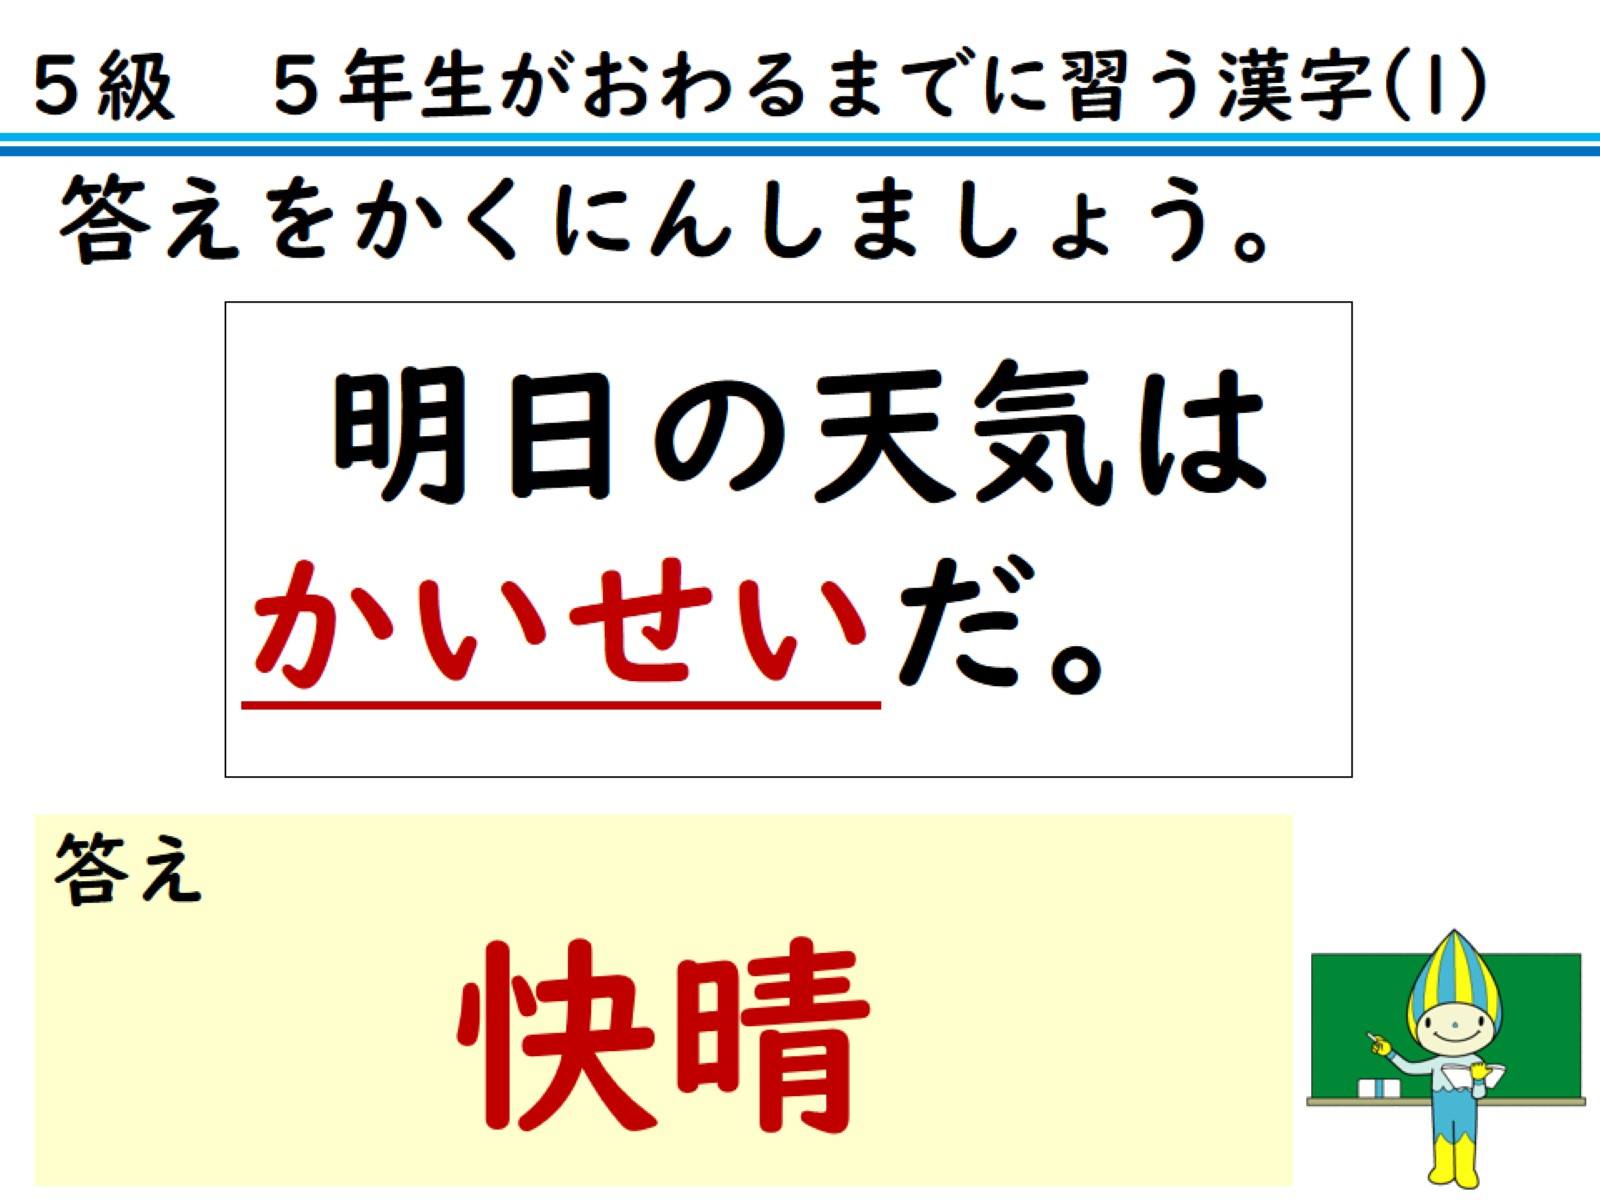 ５級　５年生がおわるまでに習う漢字(1)
答えをかくにんしましょう。
明日の天気は
かいせいだ。
答え
快晴